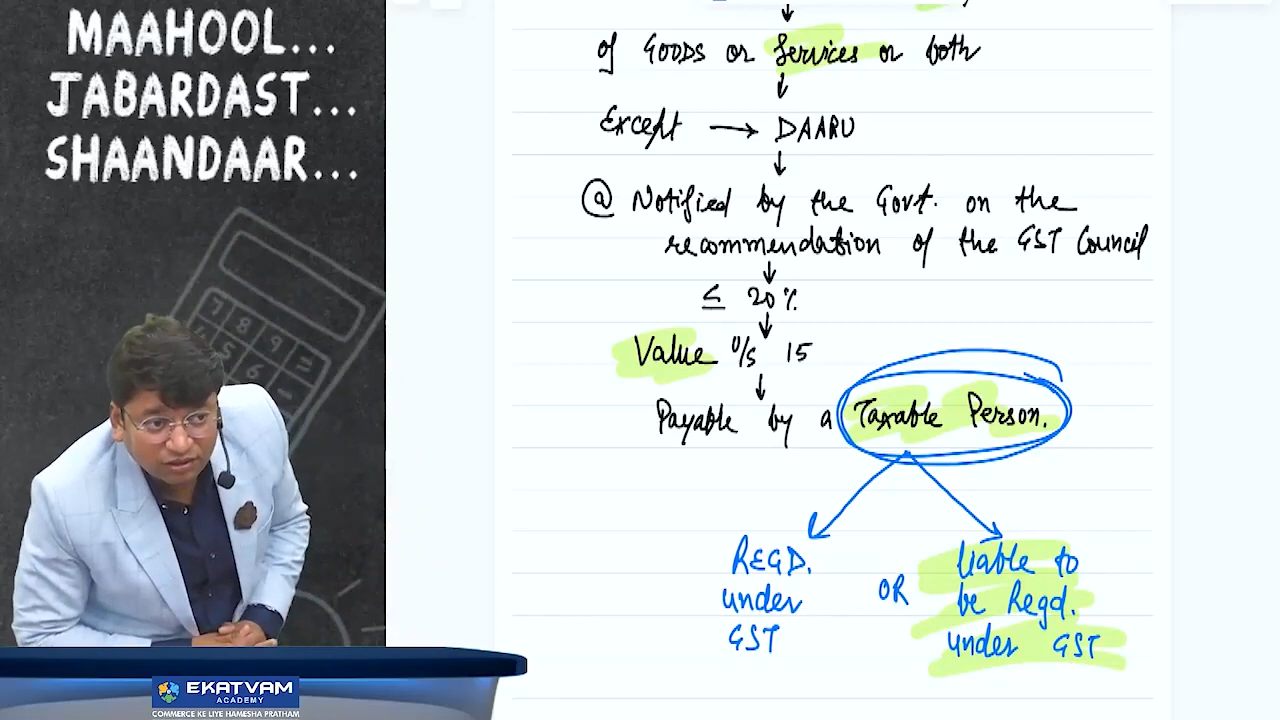 MAAHOOL...
JABARDAST...
SHAANDAAR...
of GOODS or Services or both
Except → DAARU
@ Notified by the Govt. on the
recommendation of the GST Council
≤ 20%
Value u/s 15
Payable by a Taxable Person.
REGD.
under
GST
OR
liable to
be Regd.
under GST
EKATVAM
ACADEMY
COMMERCE KE LIYE HAMESHA PRATHAM